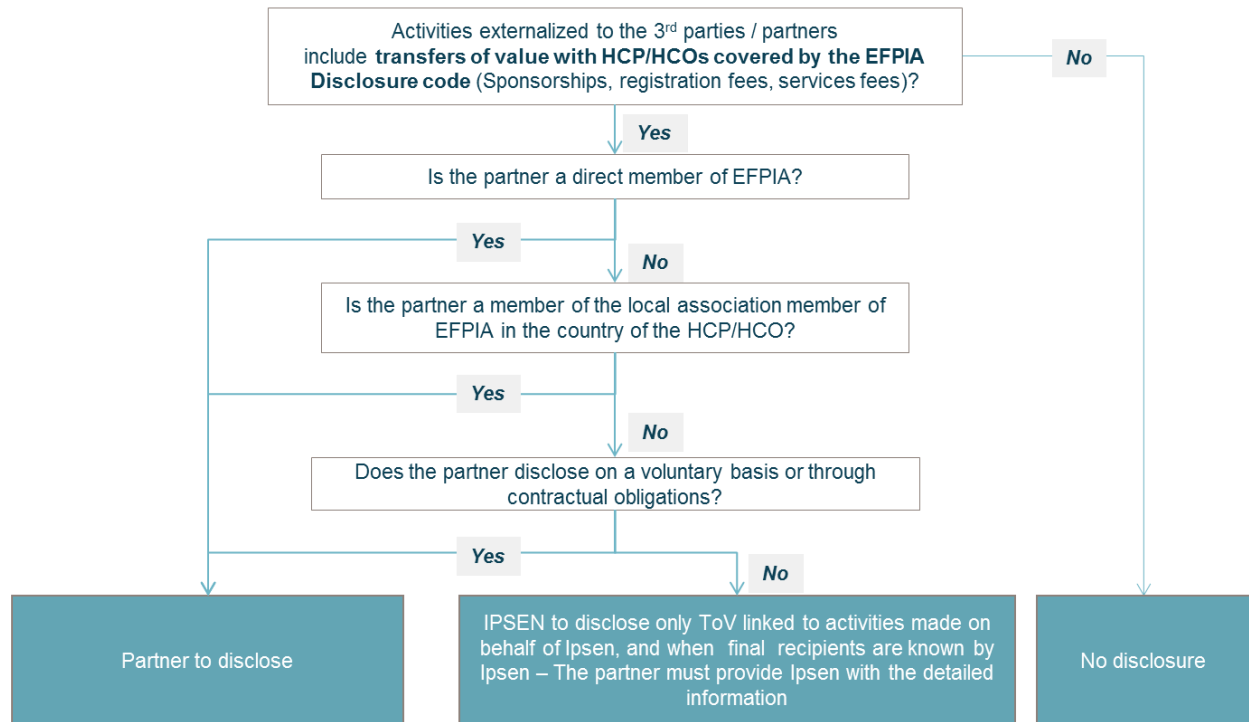 Activities externalized to the 3rd parties / partners
include transfers of value with HCP/HCOs covered by the EFPIA
Disclosure code (Sponsorships, registration fees, services fees)?
No
Yes
Is the partner a direct member of EFPIA?
Yes
No
Is the partner a member of the local association member of
EFPIA in the country of the HCP/HCO?
Yes
No
Does the partner disclose on a voluntary basis or through
contractual obligations?
Yes
No
Partner to disclose
IPSEN to disclose only ToV linked to activities made on
behalf of Ipsen, and when final recipients are known by
Ipsen – The partner must provide Ipsen with the detailed
information
No disclosure